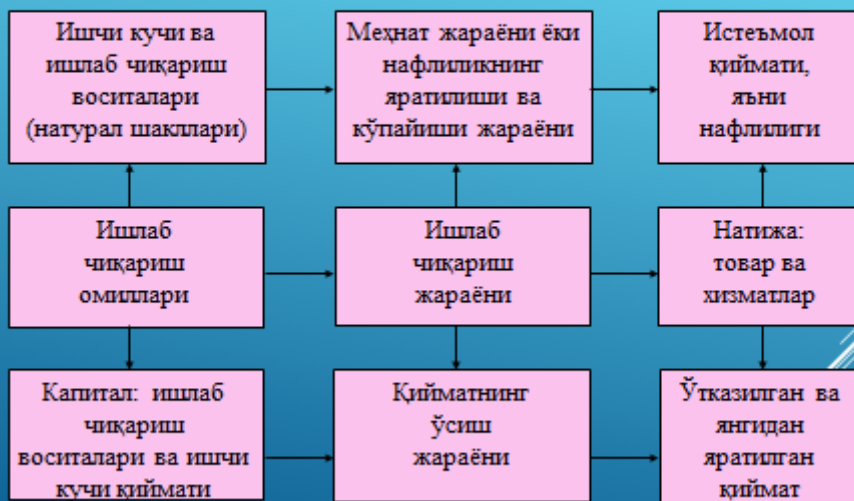 Ишчи кучи ва
ишлаб чиқариш
воситалари
(натурал шакллари)
Меҳнат жараёни ёки
нафлиликнинг
яратилиши ва
кўпайиши жараёни
Истеъмол
қиймати,
яъни
нафлилиги
Ишлаб
чиқариш
омиллари
Ишлаб
чиқариш
жараёни
Натижа:
товар ва
хизматлар
Капитал: ишлаб
чиқариш
воситалари ва ишчи
кучи қиймати
Қийматнинг
ўсиш
жараёни
Ўтказилган ва
янгидан
яратилган
қиймат